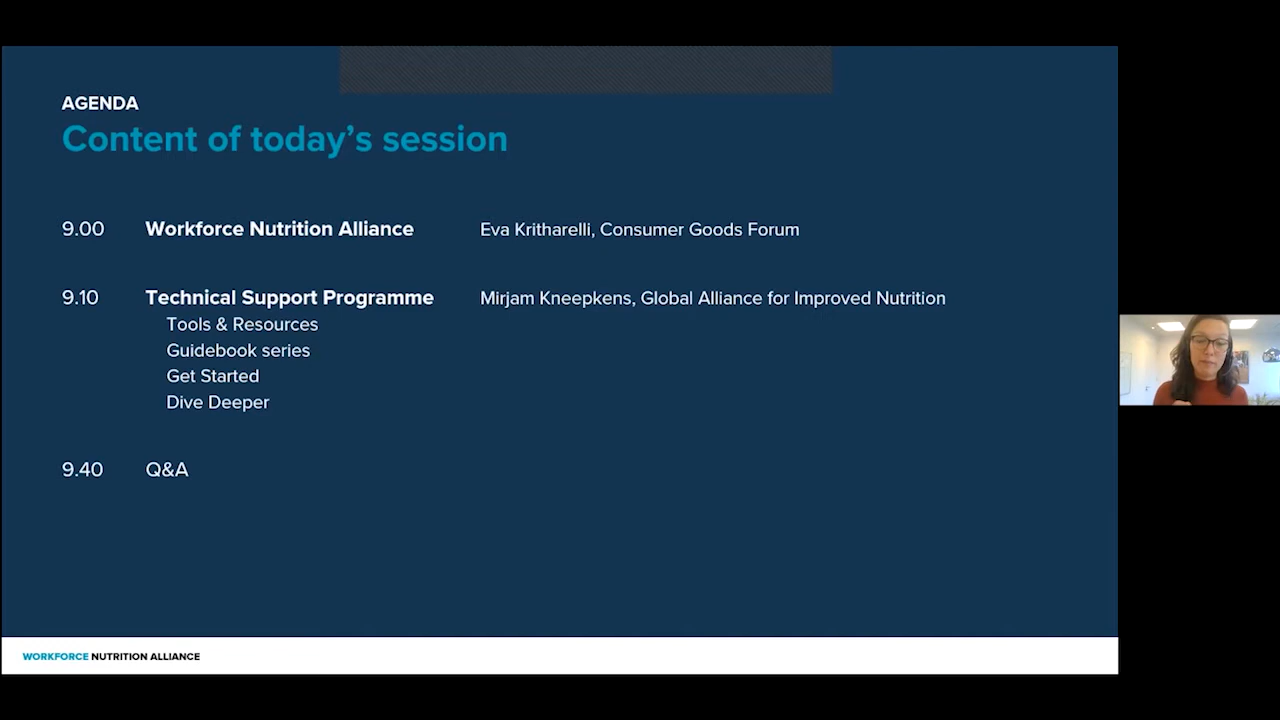 AGENDA
Content of today's session
9.00 Workforce Nutrition Alliance Eva Kritharelli, Consumer Goods Forum
9.10 Technical Support Programme Mirjam Kneepkens, Global Alliance for Improved Nutrition
Tools & Resources
Guidebook series
Get Started
Dive Deeper
9.40 Q&A
WORKFORCE NUTRITION ALLIANCE